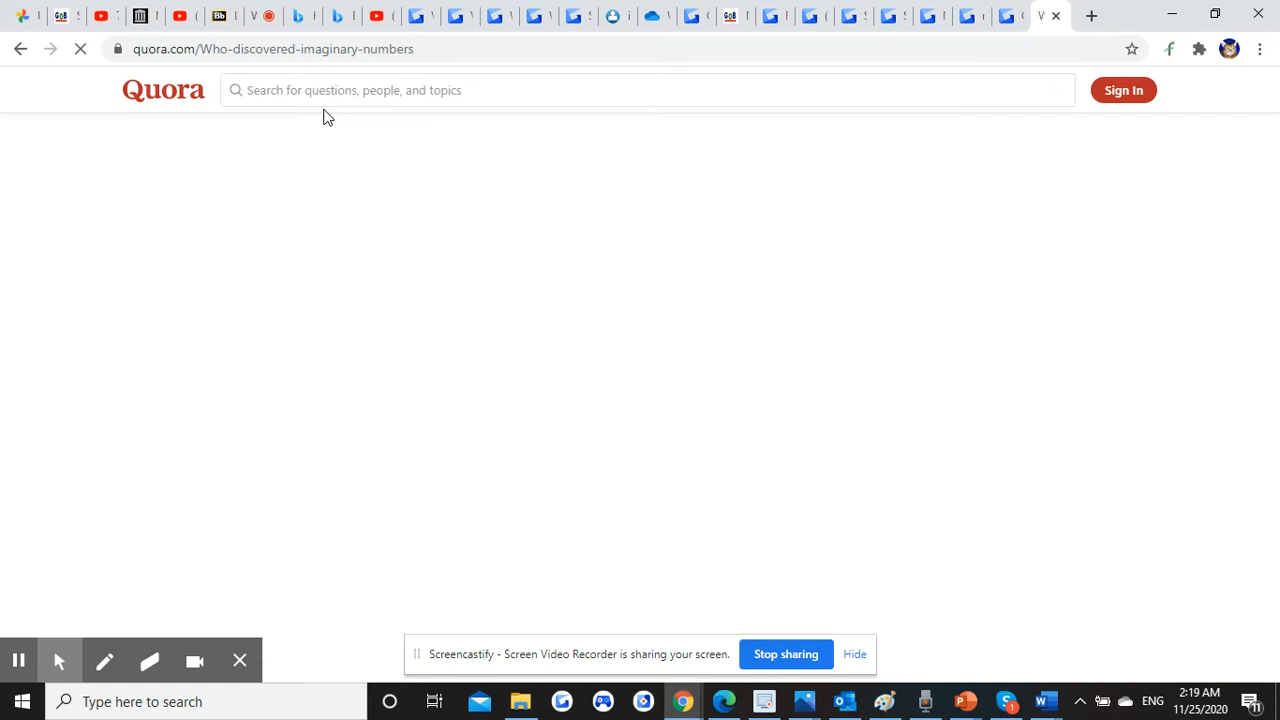 quora.com/Who-discovered-imaginary-numbers
Quora
Search for questions, people, and topics
Sign In
Screencastify - Screen Video Recorder is sharing your screen.
Stop sharing
Hide
Type here to search
ENG
2:19 AM
11/25/2020